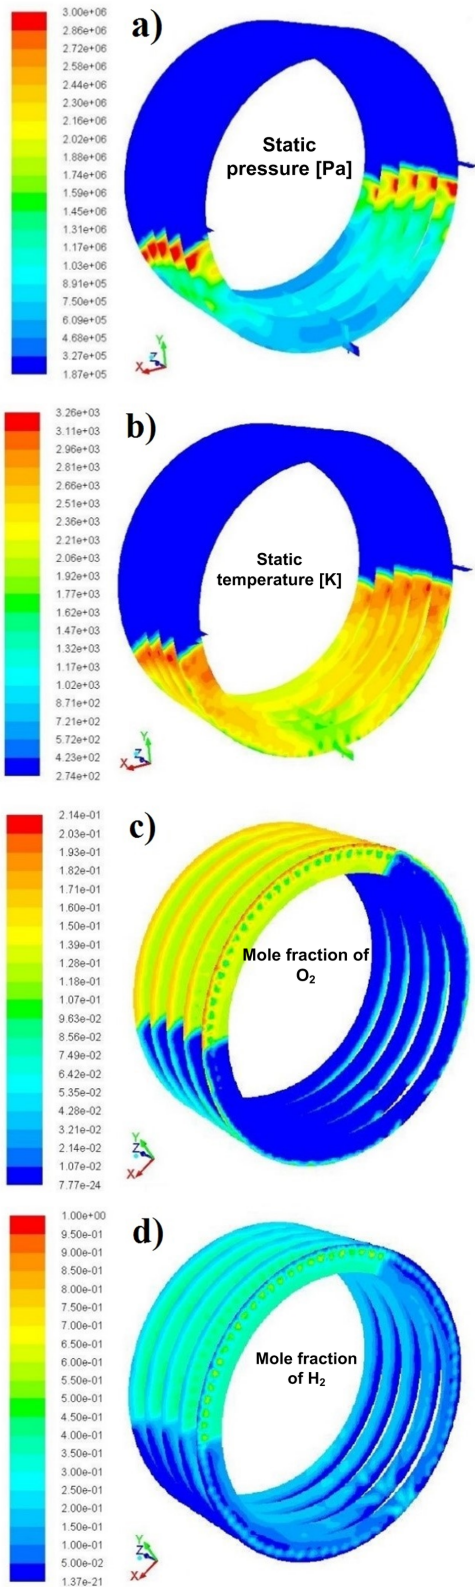 a)
3.00e+06
2.86e+06
2.72e+06
2.58e+06
2.44e+06
2.30e+06
2.16e+06
2.02e+06
1.88e+06
1.74e+06
1.59e+06
1.45e+06
1.31e+06
1.17e+06
1.03e+06
8.91e+05
7.50e+05
6.09e+05
4.68e+05
3.27e+05
1.87e+05
Static
pressure [Pa]
Y
Z
X
b)
3.26e+03
3.11e+03
2.96e+03
2.81e+03
2.66e+03
2.51e+03
2.36e+03
2.21e+03
2.06e+03
1.92e+03
1.77e+03
1.62e+03
1.47e+03
1.32e+03
1.17e+03
1.02e+03
8.71e+02
7.21e+02
5.72e+02
4.23e+02
2.74e+02
Static
temperature [K]
Y
Z
X
c)
2.14e-01
2.03e-01
1.93e-01
1.82e-01
1.71e-01
1.60e-01
1.50e-01
1.39e-01
1.28e-01
1.18e-01
1.07e-01
9.63e-02
8.56e-02
7.49e-02
6.42e-02
5.35e-02
4.28e-02
3.21e-02
2.14e-02
1.07e-02
7.77e-24
Mole fraction of
O₂
Y
Z
X
d)
1.00e+00
9.50e-01
9.00e-01
8.50e-01
8.00e-01
7.50e-01
7.00e-01
6.50e-01
6.00e-01
5.50e-01
5.00e-01
4.50e-01
4.00e-01
3.50e-01
3.00e-01
2.50e-01
2.00e-01
1.50e-01
1.00e-01
5.00e-02
1.37e-21
Mole fraction
of H₂
Y
Z
X